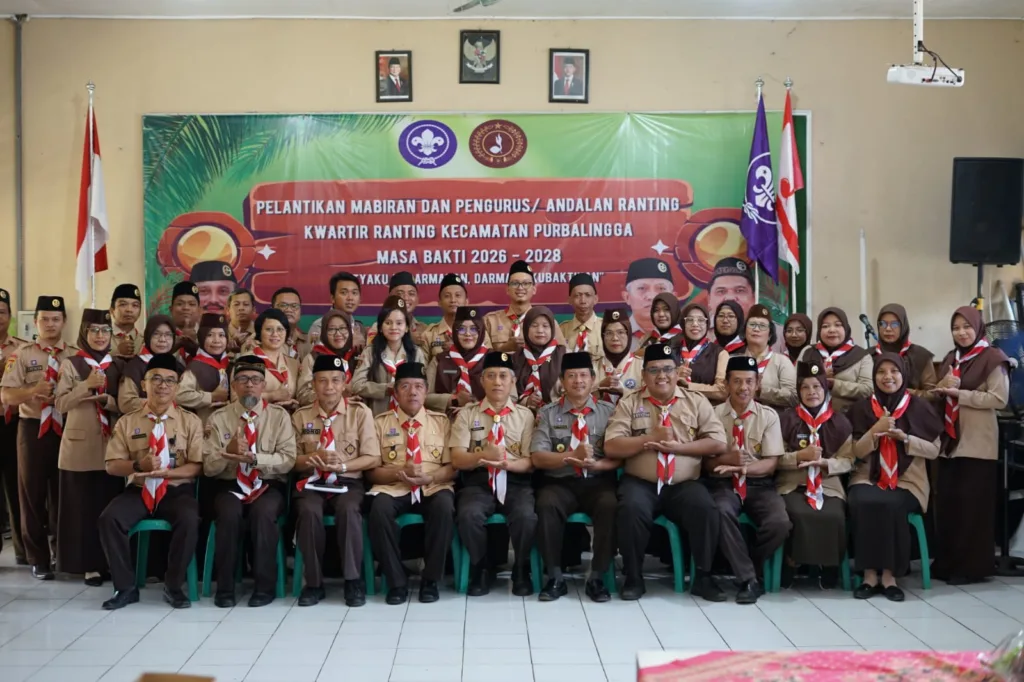 PELANTIKAN MABIRAN DAN PENGURUS/ ANDALAN RANTING
KWARTIR RANTING KECAMATAN PURBALINGGA
MASA BAKTI 2026 - 2028